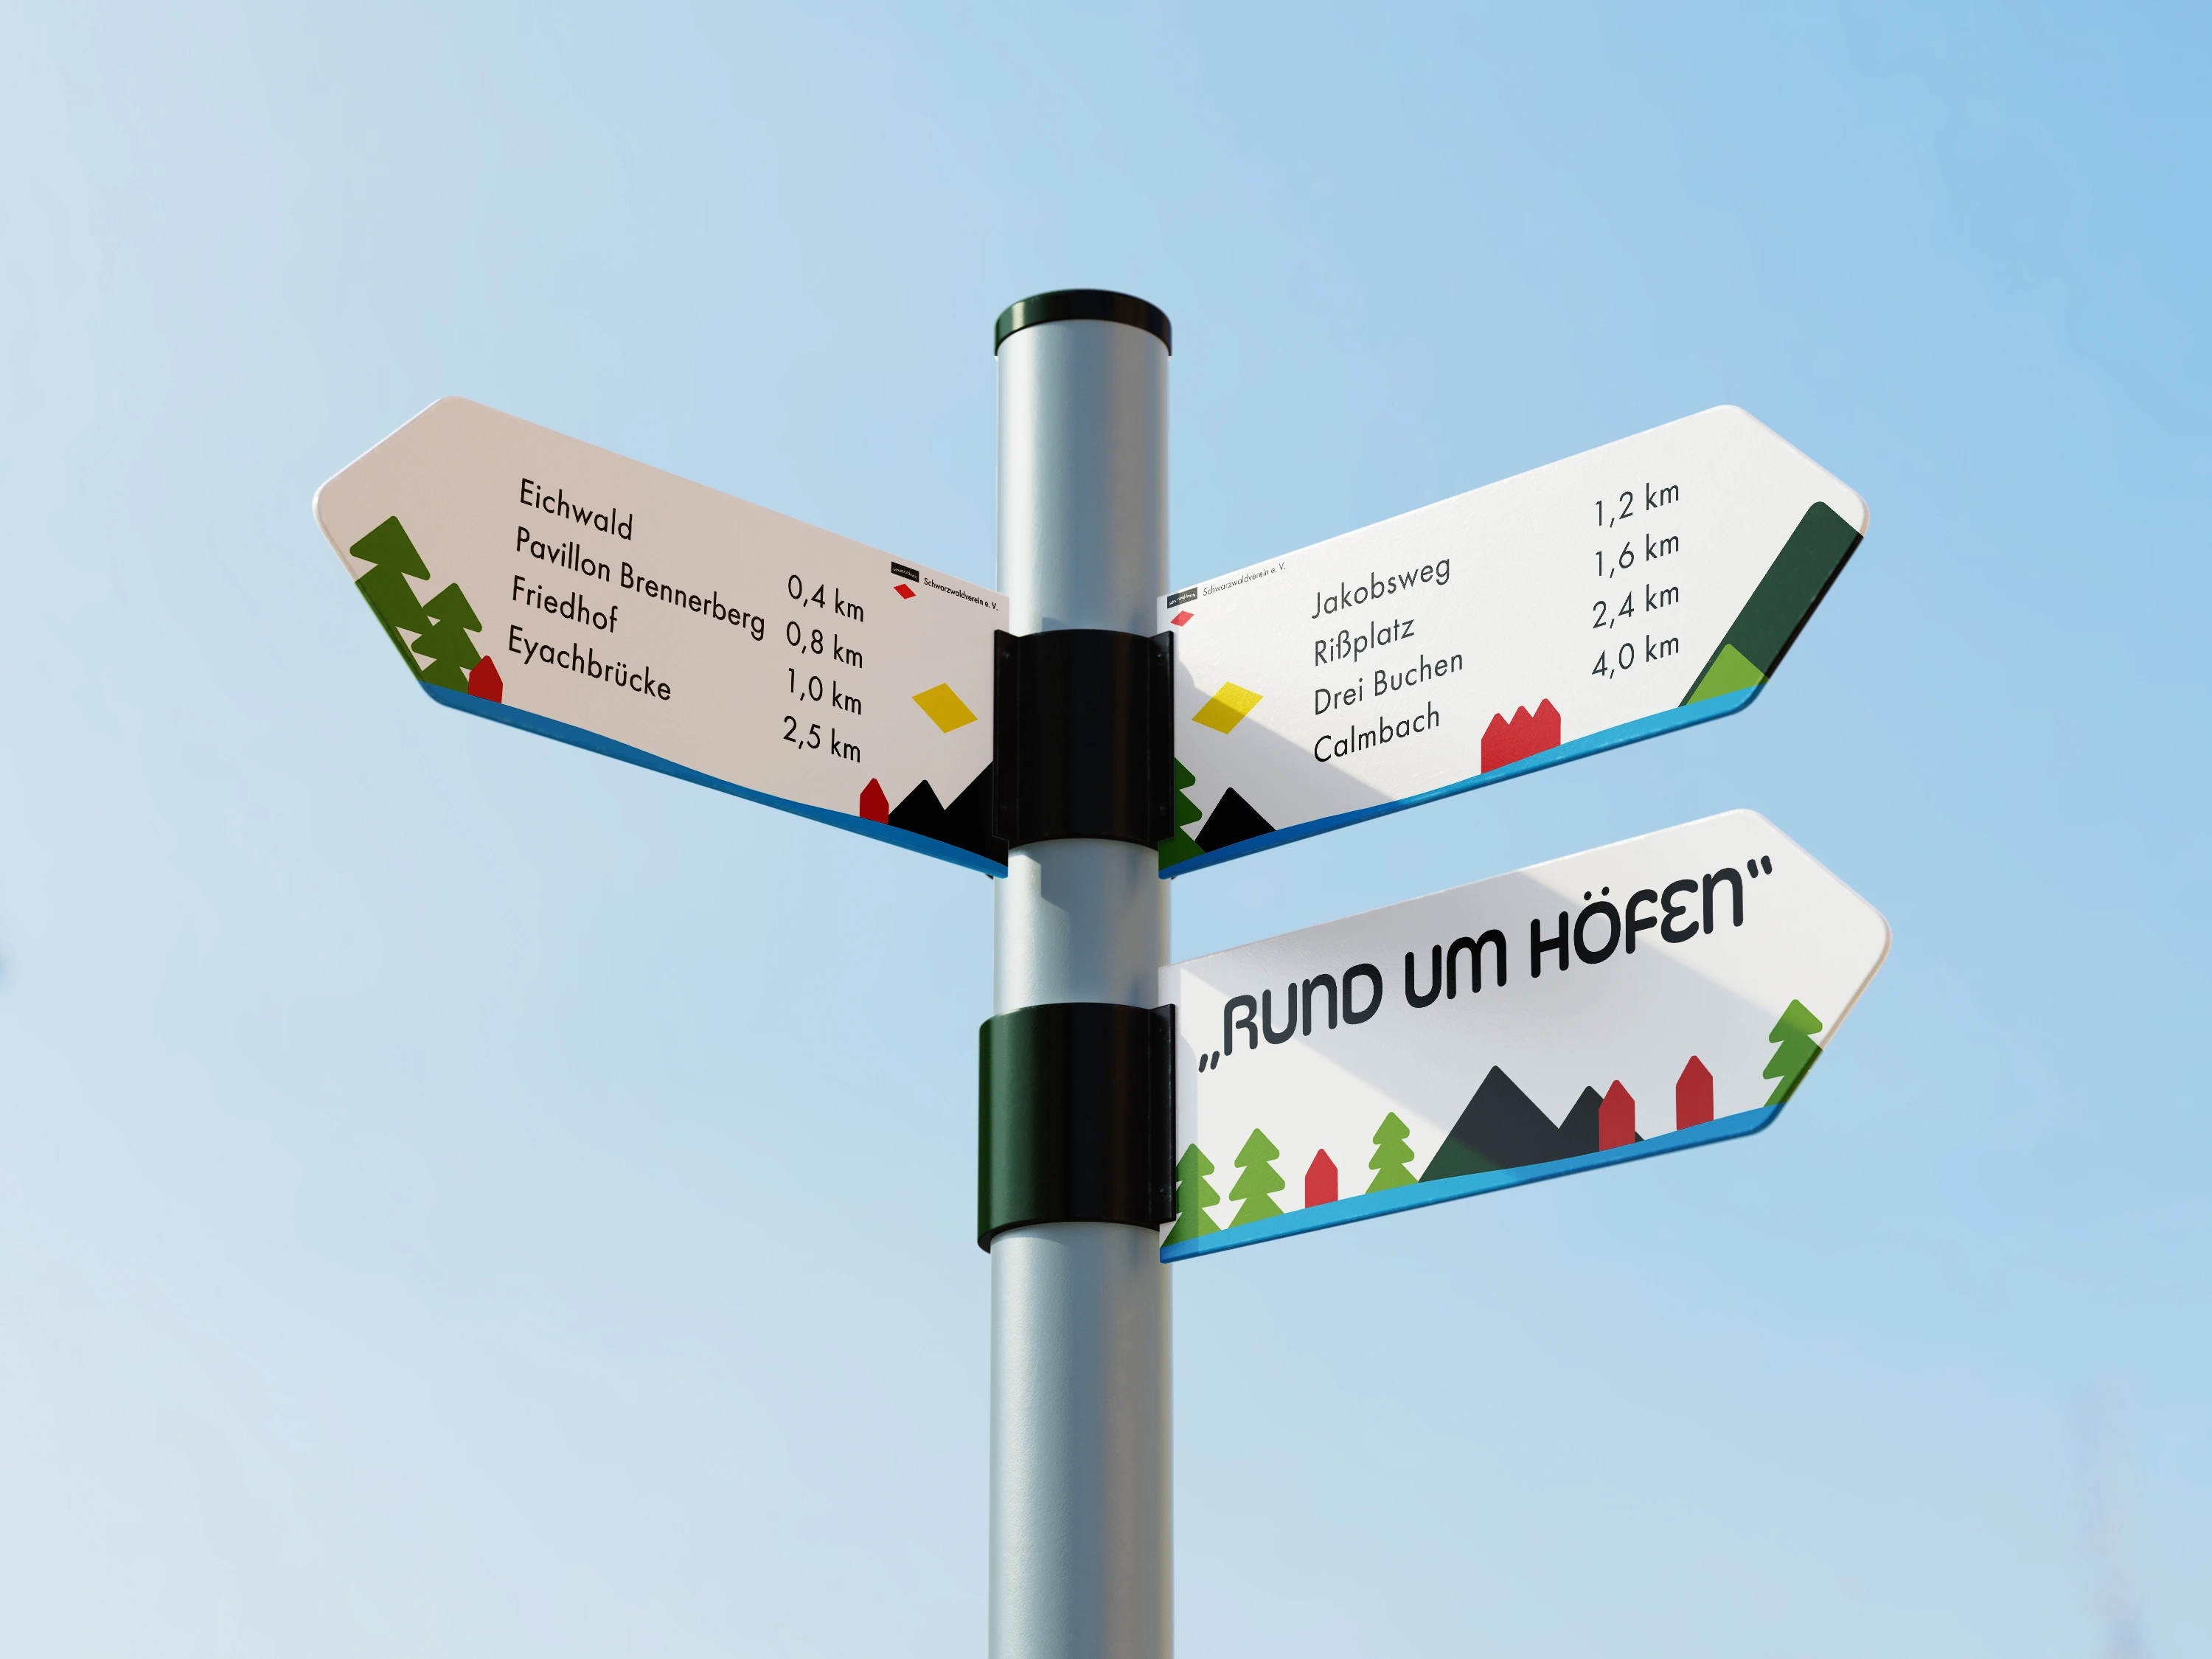 Eichwald 0,4 km
Pavillon Brennerberg 0,8 km
Friedhof 1,0 km
Eyachbrücke 2,5 km
Schwarzwaldverein e. V.
Schwarzwaldverein e. V.
Jakobsweg 1,2 km
Rißplatz 1,6 km
Drei Buchen 2,4 km
Calmbach 4,0 km
„RUND UM HÖFEN“